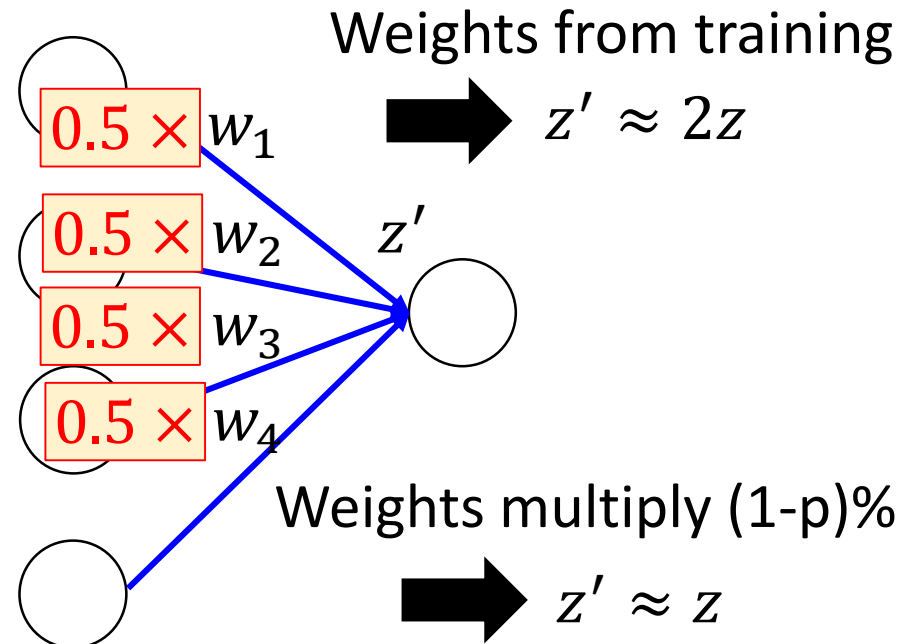 Weights from training
z′ ≈ 2z
0.5 × w₁
0.5 × w₂
z′
0.5 × w₃
0.5 × w₄
Weights multiply (1-p)%
z′ ≈ z